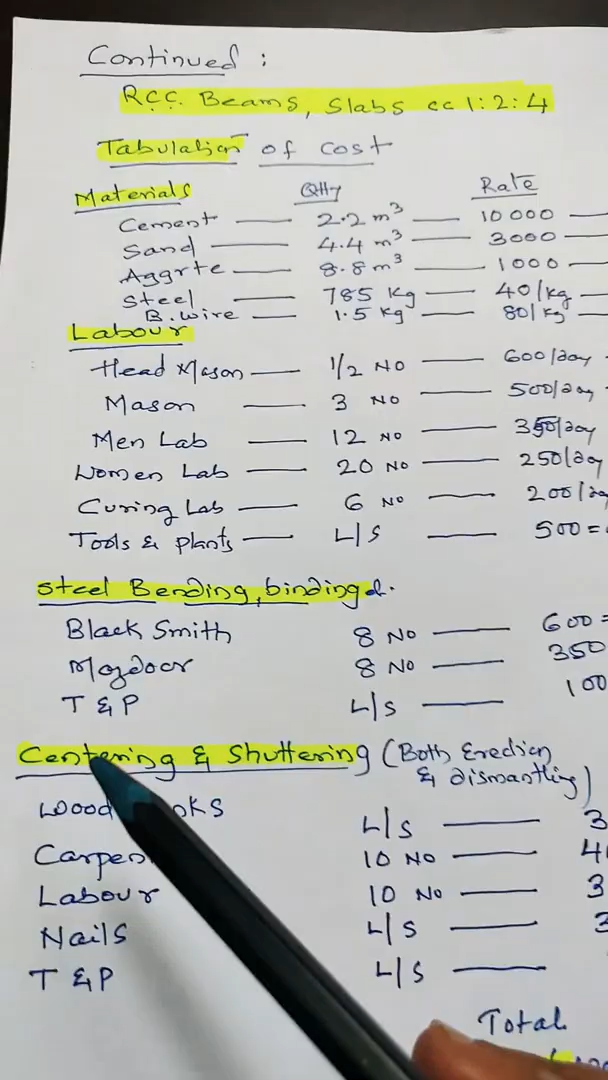 Continued :
R.C.C. Beams, Slabs cc 1:2:4
Tabulation of cost
Materials Qtty Rate
Cement — 2.2 m³ — 10000 —
Sand — 4.4 m³ — 3000 —
Aggrte — 8.8 m³ — 1000 —
Steel — 785 Kg — 40/kg —
B.wire — 1.5 kg — 80/kg —
Labour
Head Mason — 1/2 NO — 600/day -
Mason — 3 NO — 500/day -
Men Lab — 12 NO — 350/day
Women Lab — 20 NO — 250/day
Curing Lab — 6 NO — 200/day
Tools & plants — L/S — 500=
Steel Bending, binding &.
Black Smith 8 NO — 600=
Mazdoor 8 NO — 350
T & P L/S — 100
Centering & Shuttering (Both Erection
& dismantling)
Wood L/S — 3
10 NO — 4
Labour 10 NO — 3
Nails L/S — 3
T & P L/S —
Total